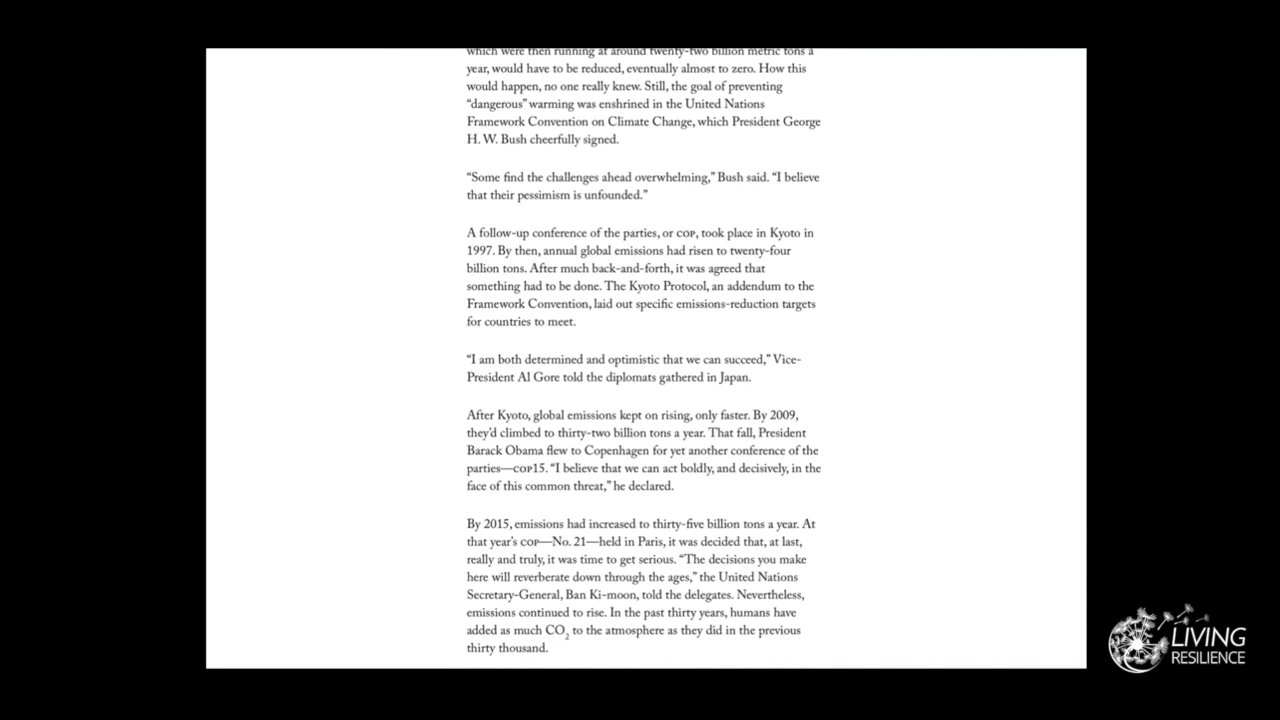 which were then running at around twenty-two billion metric tons a
year, would have to be reduced, eventually almost to zero. How this
would happen, no one really knew. Still, the goal of preventing
“dangerous” warming was enshrined in the United Nations
Framework Convention on Climate Change, which President George
H. W. Bush cheerfully signed.
“Some find the challenges ahead overwhelming,” Bush said. “I believe
that their pessimism is unfounded.”
A follow-up conference of the parties, or COP, took place in Kyoto in
1997. By then, annual global emissions had risen to twenty-four
billion tons. After much back-and-forth, it was agreed that
something had to be done. The Kyoto Protocol, an addendum to the
Framework Convention, laid out specific emissions-reduction targets
for countries to meet.
“I am both determined and optimistic that we can succeed,” Vice-
President Al Gore told the diplomats gathered in Japan.
After Kyoto, global emissions kept on rising, only faster. By 2009,
they’d climbed to thirty-two billion tons a year. That fall, President
Barack Obama flew to Copenhagen for yet another conference of the
parties—COP15. “I believe that we can act boldly, and decisively, in the
face of this common threat,” he declared.
By 2015, emissions had increased to thirty-five billion tons a year. At
that year’s COP—No. 21—held in Paris, it was decided that, at last,
really and truly, it was time to get serious. “The decisions you make
here will reverberate down through the ages,” the United Nations
Secretary-General, Ban Ki-moon, told the delegates. Nevertheless,
emissions continued to rise. In the past thirty years, humans have
added as much CO₂ to the atmosphere as they did in the previous
thirty thousand.
LIVING
RESILIENCE